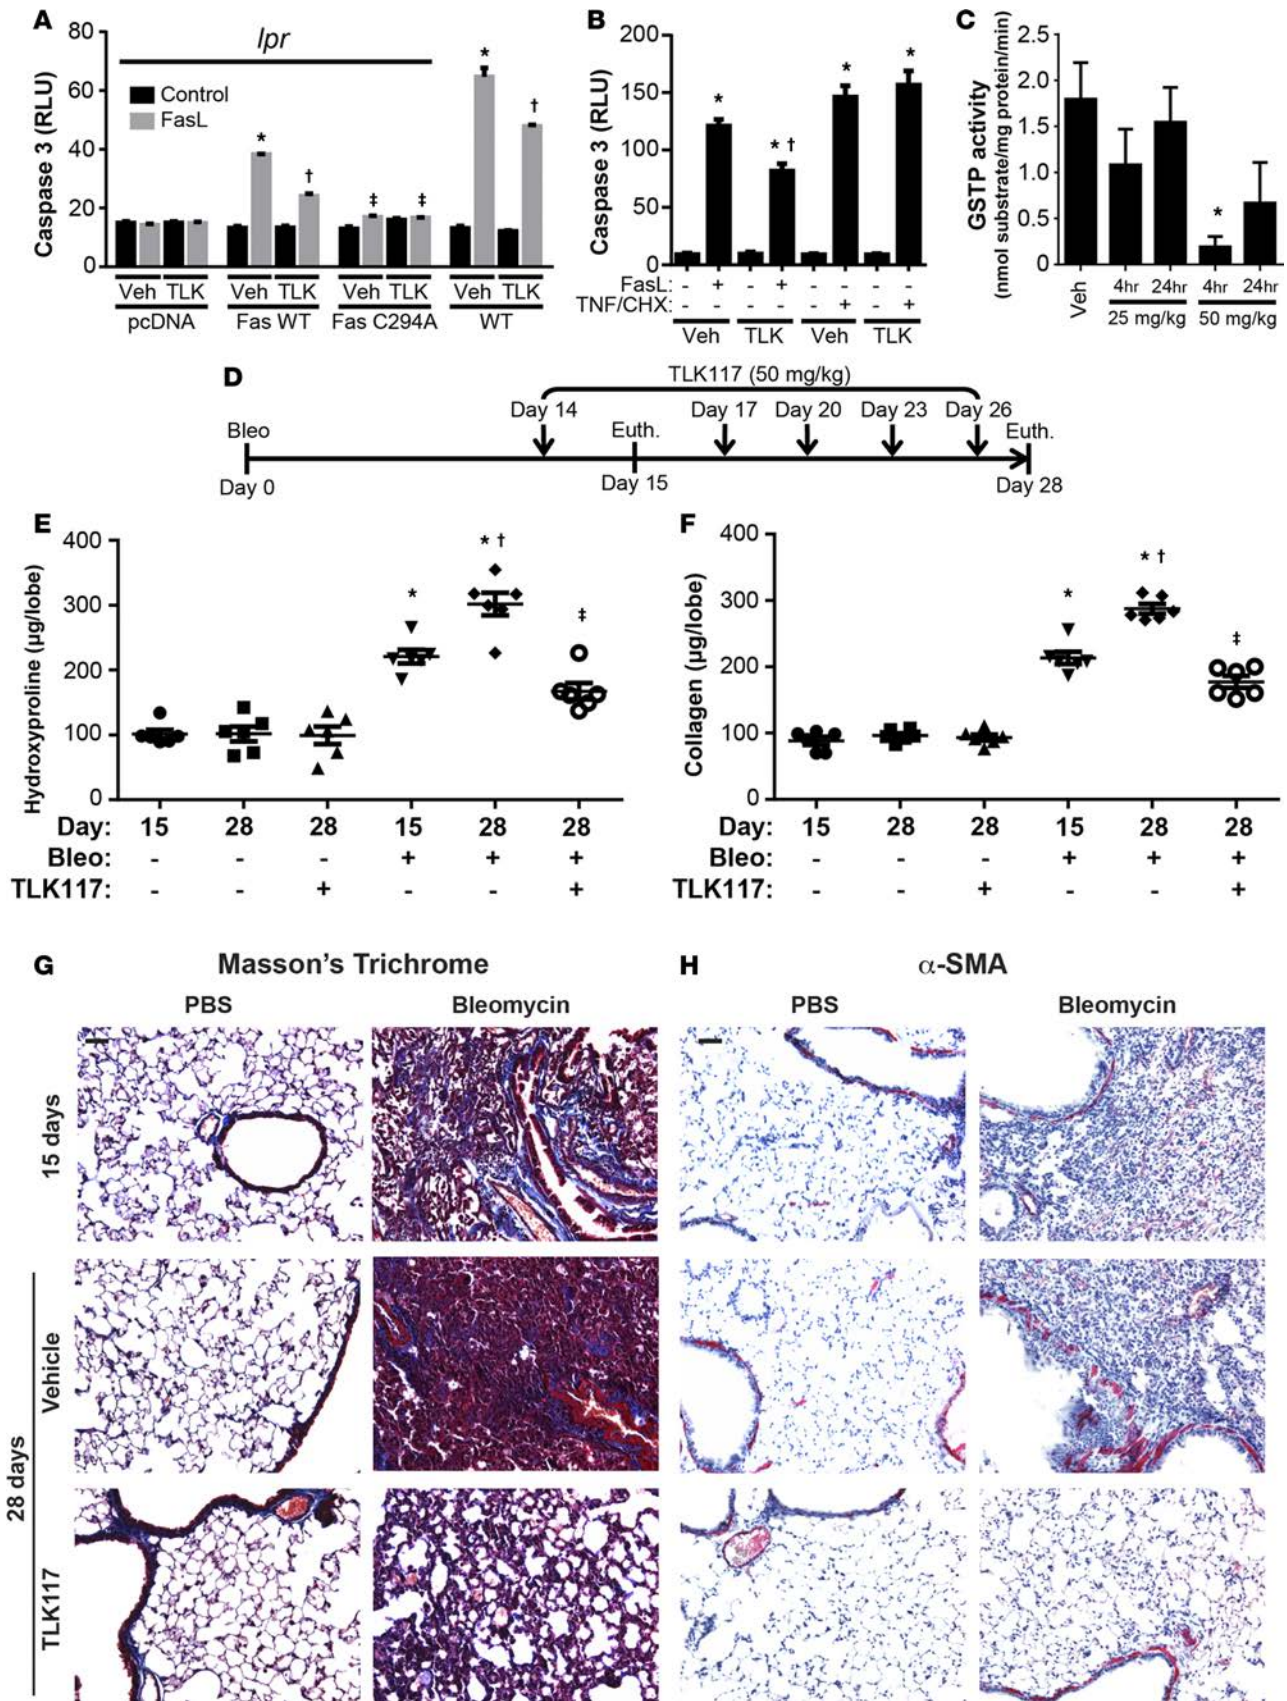 A
80
60
40
20
0
Caspase 3 (RLU)
lpr
Control
FasL
*
†
‡
‡
*
†
Veh TLK Veh TLK Veh TLK Veh TLK
pcDNA Fas WT Fas C294A WT
B
200
150
100
50
0
Caspase 3 (RLU)
*
* †
*
*
FasL: - + - + - - - -
TNF/CHX: - - - - - + - +
Veh TLK Veh TLK
C
2.5
2.0
1.5
1.0
0.5
0
GSTP activity
(nmol substrate/mg protein/min)
*
Veh 4hr 24hr 4hr 24hr
25 mg/kg 50 mg/kg
D
TLK117 (50 mg/kg)
Day 14 Day 17 Day 20 Day 23 Day 26
Bleo Euth. Euth.
Day 0 Day 15 Day 28
E
400
300
200
100
0
Hydroxyproline (µg/lobe)
*
* †
‡
Day: 15 28 28 15 28 28
Bleo: - - - + + +
TLK117: - - + - - +
F
400
300
200
100
0
Collagen (µg/lobe)
*
* †
‡
Day: 15 28 28 15 28 28
Bleo: - - - + + +
TLK117: - - + - - +
G Masson's Trichrome
PBS Bleomycin
H α-SMA
PBS Bleomycin
15 days
28 days
Vehicle
TLK117